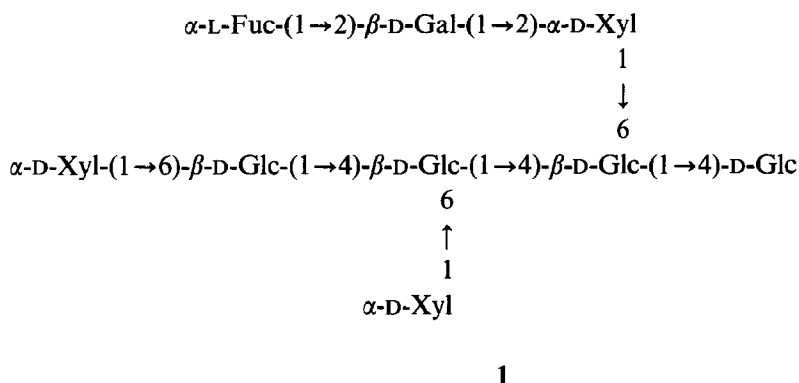 α-L-Fuc-(1→2)-β-D-Gal-(1→2)-α-D-Xyl
1
↓
6
α-D-Xyl-(1→6)-β-D-Glc-(1→4)-β-D-Glc-(1→4)-β-D-Glc-(1→4)-D-Glc
6
↑
1
α-D-Xyl
1